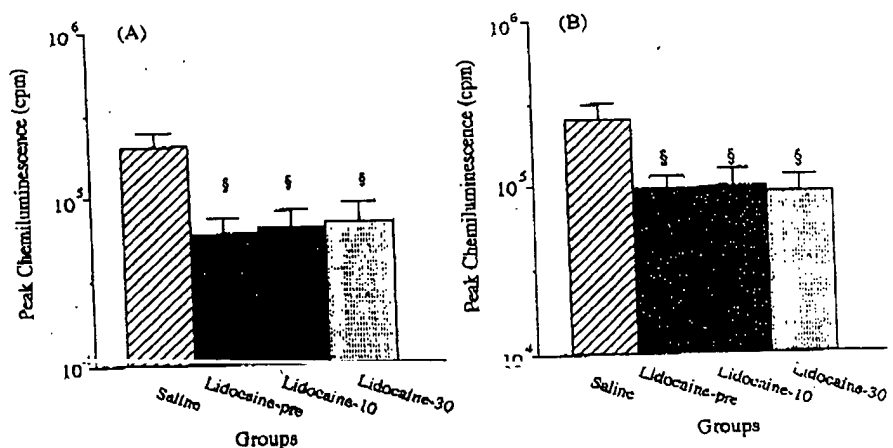 (A)
10⁶
10⁵
Peak Chemiluminescence (cpm)
§ § §
Saline
Lidocaine-pre
Lidocaine-10
Lidocaine-30
Groups
(B)
10⁶
10⁵
10⁴
Peak Chemiluminescence (cpm)
§ § §
Saline
Lidocaine-pre
Lidocaine-10
Lidocaine-30
Groups